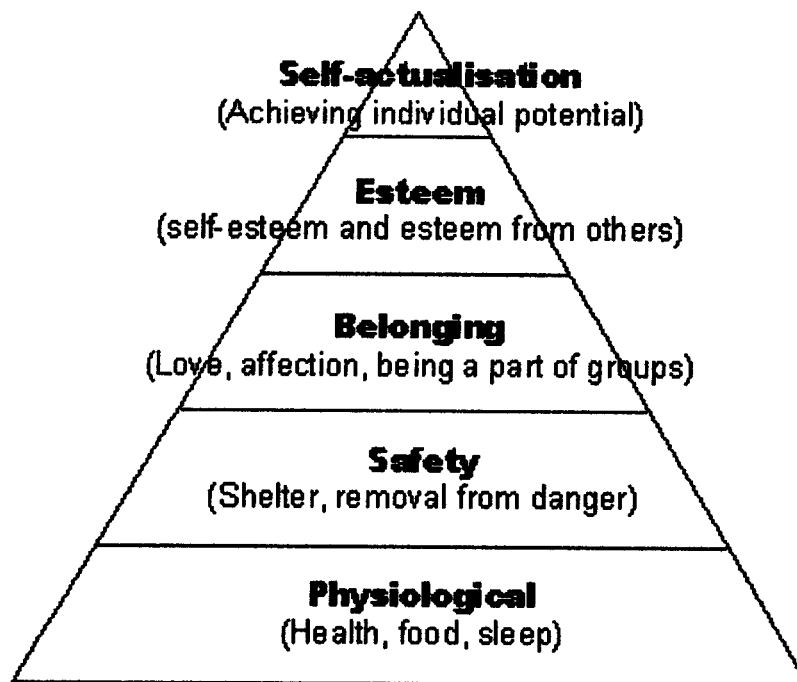 Self-actualisation
(Achieving individual potential)
Esteem
(self-esteem and esteem from others)
Belonging
(Love, affection, being a part of groups)
Safety
(Shelter, removal from danger)
Physiological
(Health, food, sleep)